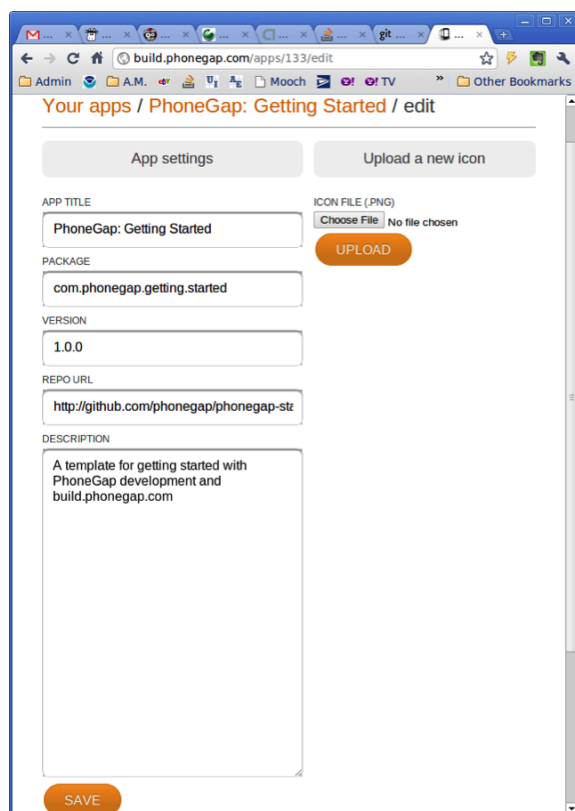 M ...
...
...
...
...
...
git ...
...
build.phonegap.com/apps/133/edit
Admin
A.M.
UI
AE
Mooch
Y!
Y! TV
»
Other Bookmarks
Your apps / PhoneGap: Getting Started / edit
App settings
Upload a new icon
APP TITLE
ICON FILE (.PNG)
PhoneGap: Getting Started
Choose File No file chosen
UPLOAD
PACKAGE
com.phonegap.getting.started
VERSION
1.0.0
REPO URL
http://github.com/phonegap/phonegap-sta
DESCRIPTION
A template for getting started with
PhoneGap development and
build.phonegap.com
SAVE